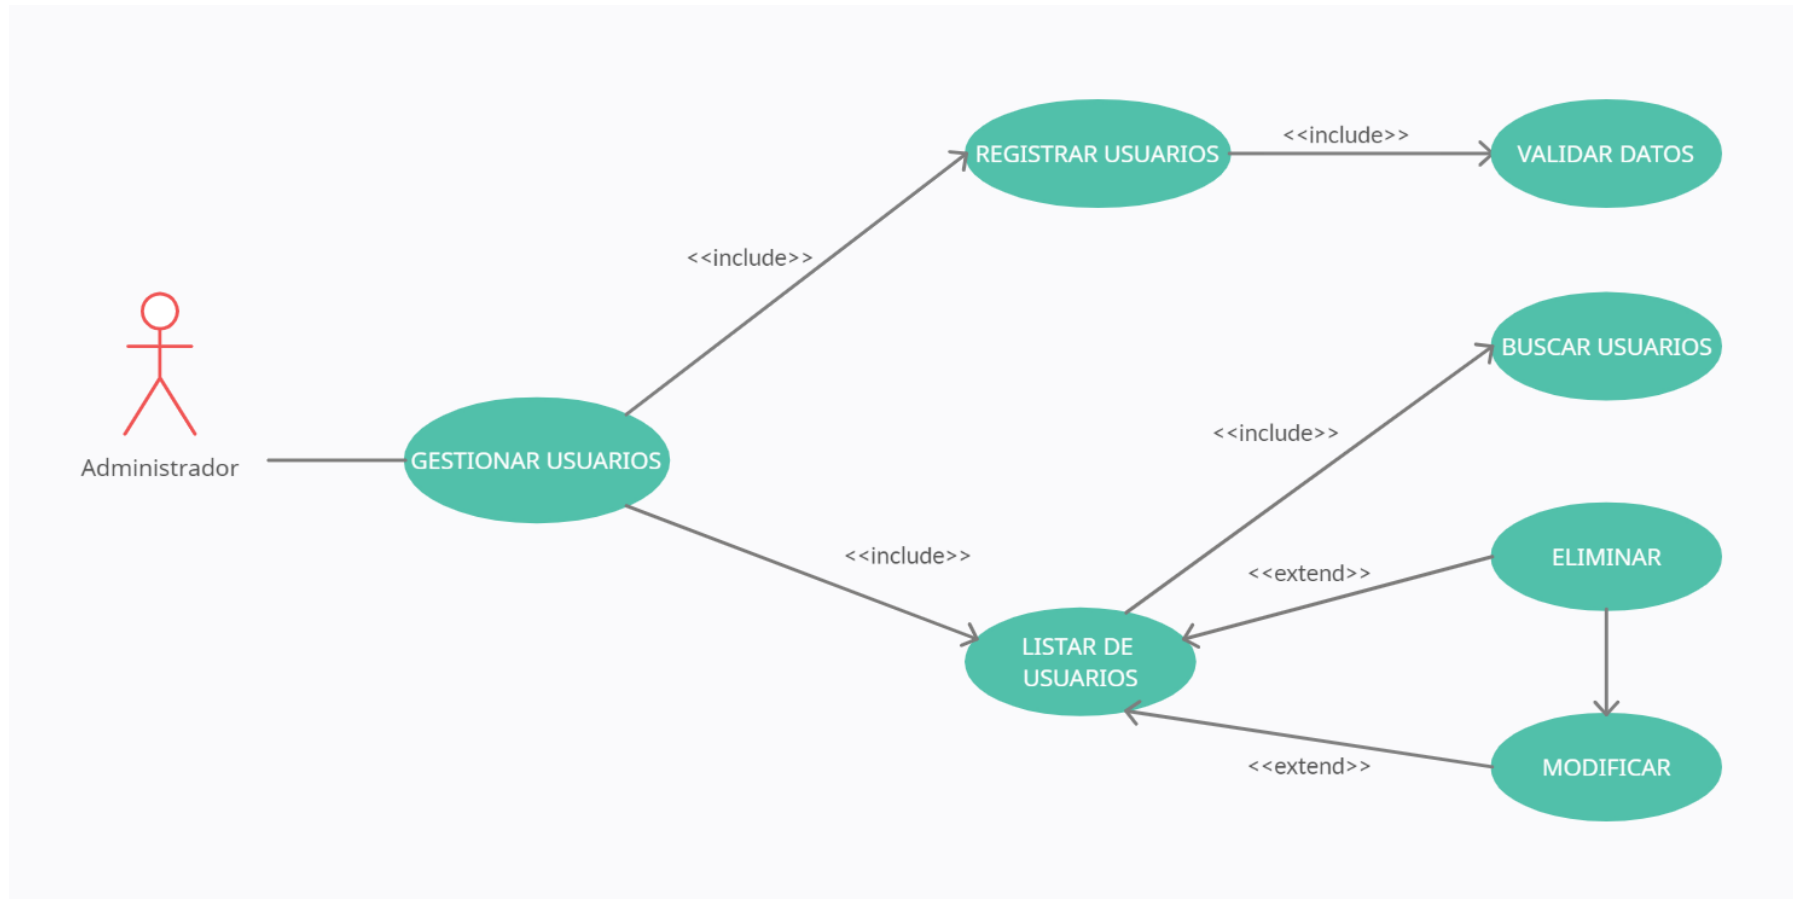 REGISTRAR USUARIOS
<<include>>
VALIDAR DATOS
<<include>>
BUSCAR USUARIOS
<<include>>
Administrador
GESTIONAR USUARIOS
<<include>>
<<extend>>
ELIMINAR
LISTAR DE
USUARIOS
<<extend>>
MODIFICAR